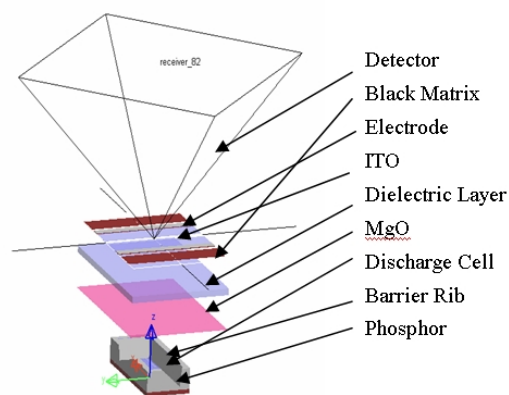 receiver_82
Detector
Black Matrix
Electrode
ITO
Dielectric Layer
MgO
Discharge Cell
Barrier Rib
Phosphor
z
y